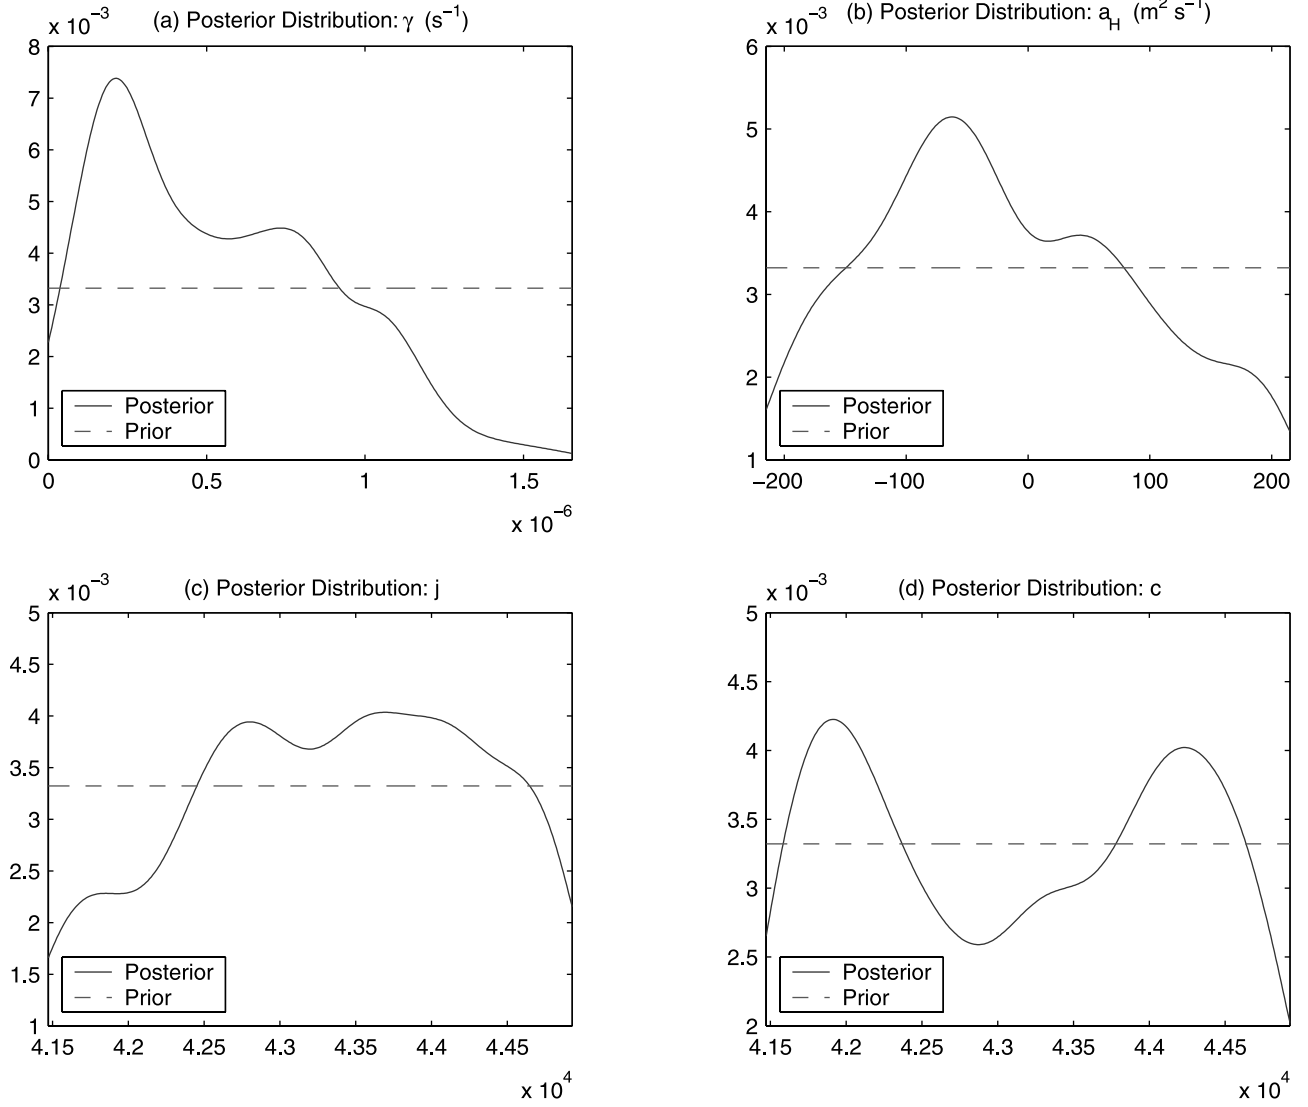 (a) Posterior Distribution: γ (s⁻¹)
x 10⁻³
8
7
6
5
4
3
2
1
0
Posterior
Prior
0 0.5 1 1.5
x 10⁻⁶
(b) Posterior Distribution: a_H (m² s⁻¹)
x 10⁻³
6
5
4
3
2
1
Posterior
Prior
−200 −100 0 100 200
(c) Posterior Distribution: j
x 10⁻³
5
4.5
4
3.5
3
2.5
2
1.5
1
Posterior
Prior
4.15 4.2 4.25 4.3 4.35 4.4 4.45
x 10⁴
(d) Posterior Distribution: c
x 10⁻³
5
4.5
4
3.5
3
2.5
2
Posterior
Prior
4.15 4.2 4.25 4.3 4.35 4.4 4.45
x 10⁴